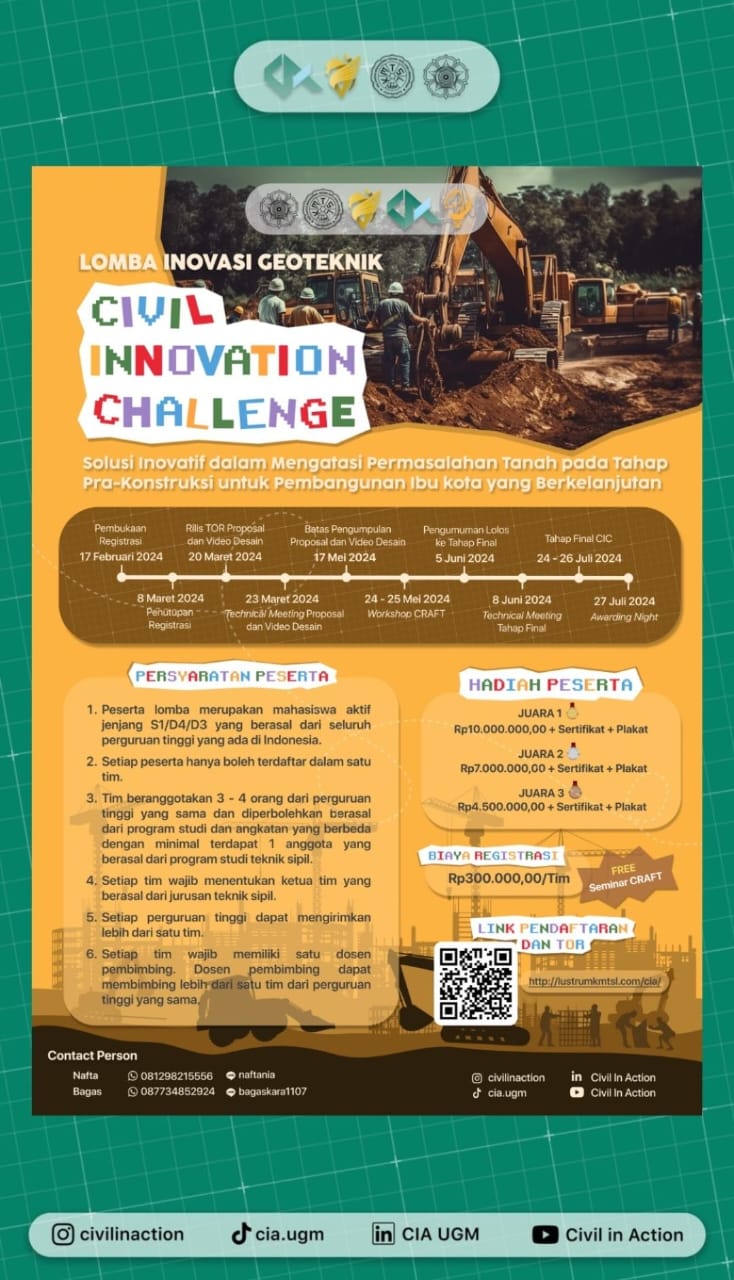 LOMBA INOVASI GEOTEKNIK
CIVIL
INNOVATION
CHALLENGE
Solusi Inovatif dalam Mengatasi Permasalahan Tanah pada Tahap
Pra-Konstruksi untuk Pembangunan Ibu kota yang Berkelanjutan
Pembukaan
Registrasi
17 Februari 2024
8 Maret 2024
Penutupan
Registrasi
Rilis TOR Proposal
dan Video Desain
20 Maret 2024
23 Maret 2024
Technical Meeting Proposal
dan Video Desain
Batas Pengumpulan
Proposal dan Video Desain
17 Mei 2024
24 - 25 Mei 2024
Workshop CRAFT
Pengumuman Lolos
ke Tahap Final
5 Juni 2024
8 Juni 2024
Technical Meeting
Tahap Final
Tahap Final CIC
24 - 26 Juli 2024
27 Juli 2024
Awarding Night
PERSYARATAN PESERTA
1. Peserta lomba merupakan mahasiswa aktif
jenjang S1/D4/D3 yang berasal dari seluruh
perguruan tinggi yang ada di Indonesia.
2. Setiap peserta hanya boleh terdaftar dalam satu
tim.
3. Tim beranggotakan 3 - 4 orang dari perguruan
tinggi yang sama dan diperbolehkan berasal
dari program studi dan angkatan yang berbeda
dengan minimal terdapat 1 anggota yang
berasal dari program studi teknik sipil.
4. Setiap tim wajib menentukan ketua tim yang
berasal dari jurusan teknik sipil.
5. Setiap perguruan tinggi dapat mengirimkan
lebih dari satu tim.
6. Setiap tim wajib memiliki satu dosen
pembimbing. Dosen pembimbing dapat
membimbing lebih dari satu tim dari perguruan
tinggi yang sama.
HADIAH PESERTA
JUARA 1
Rp10.000.000,00 + Sertifikat + Plakat
JUARA 2
Rp7.000.000,00 + Sertifikat + Plakat
JUARA 3
Rp4.500.000,00 + Sertifikat + Plakat
BIAYA REGISTRASI
Rp300.000,00/Tim
FREE
Seminar CRAFT
LINK PENDAFTARAN
DAN TOR
http://lustrumkmtsl.com/cia/
Contact Person
Nafta 081298215556 naftania
Bagas 087734852924 bagaskara1107
civilinaction Civil In Action
cia.ugm Civil In Action
civilinaction cia.ugm CIA UGM Civil in Action